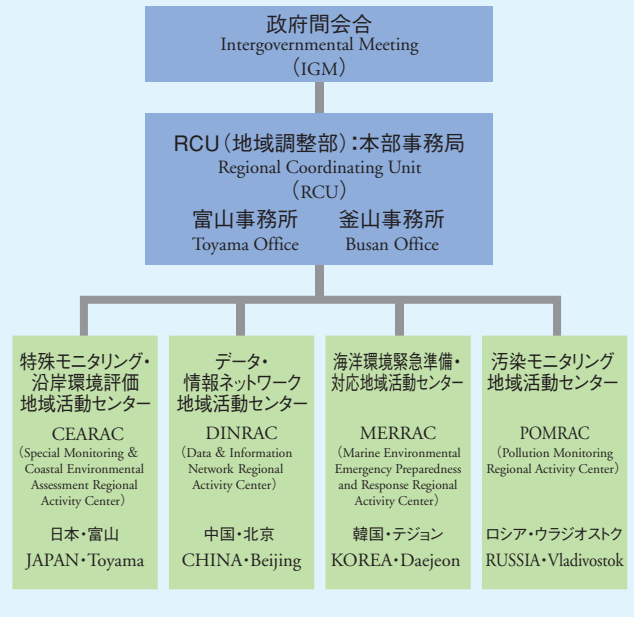 政府間会合
Intergovernmental Meeting
（IGM）
RCU（地域調整部）：本部事務局
Regional Coordinating Unit
（RCU）
富山事務所　釜山事務所
Toyama Office　Busan Office
特殊モニタリング・
沿岸環境評価
地域活動センター
CEARAC
（Special Monitoring &
Coastal Environmental
Assessment Regional
Activity Center）
日本・富山
JAPAN・Toyama
データ・
情報ネットワーク
地域活動センター
DINRAC
（Data & Information
Network Regional
Activity Center）
中国・北京
CHINA・Beijing
海洋環境緊急準備・
対応地域活動センター
MERRAC
（Marine Environmental
Emergency Preparedness
and Response Regional
Activity Center）
韓国・テジョン
KOREA・Daejeon
汚染モニタリング
地域活動センター
POMRAC
（Pollution Monitoring
Regional Activity Center）
ロシア・ウラジオストク
RUSSIA・Vladivostok